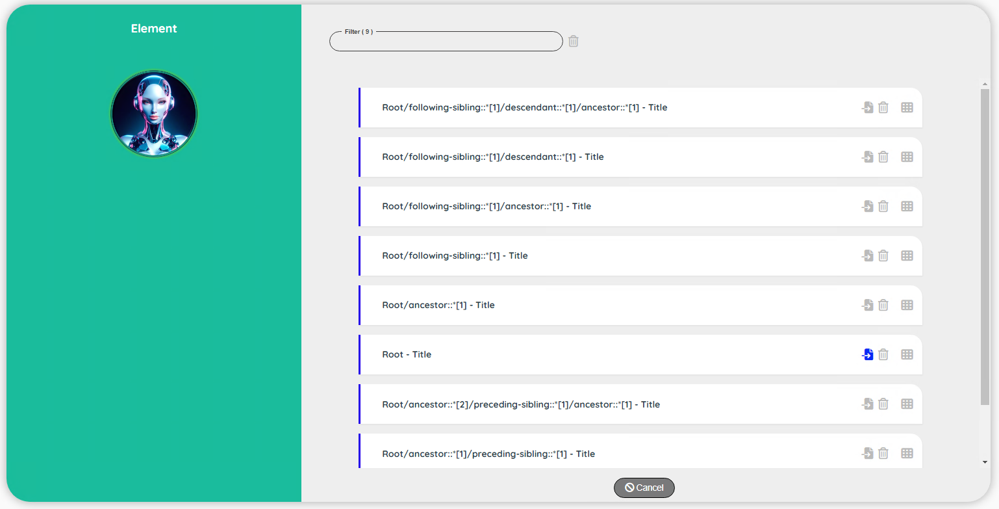 Element
Filter ( 9 )
Root/following-sibling::*[1]/descendant::*[1]/ancestor::*[1] - Title
Root/following-sibling::*[1]/descendant::*[1] - Title
Root/following-sibling::*[1]/ancestor::*[1] - Title
Root/following-sibling::*[1] - Title
Root/ancestor::*[1] - Title
Root - Title
Root/ancestor::*[2]/preceding-sibling::*[1]/ancestor::*[1] - Title
Root/ancestor::*[1]/preceding-sibling::*[1] - Title
Cancel